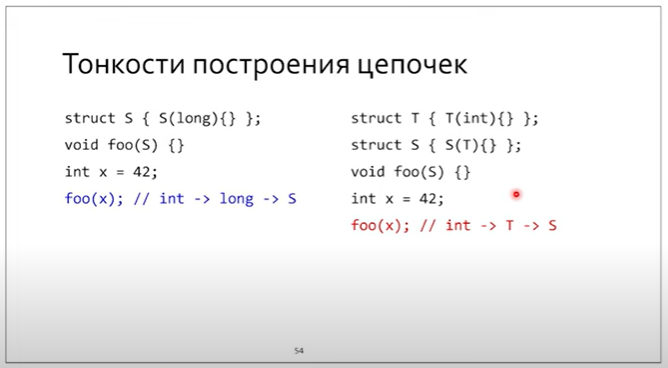 Тонкости построения цепочек
struct S { S(long){} };
void foo(S) {}
int x = 42;
foo(x); // int -> long -> S
struct T { T(int){} };
struct S { S(T){} };
void foo(S) {}
int x = 42;
foo(x); // int -> T -> S
54